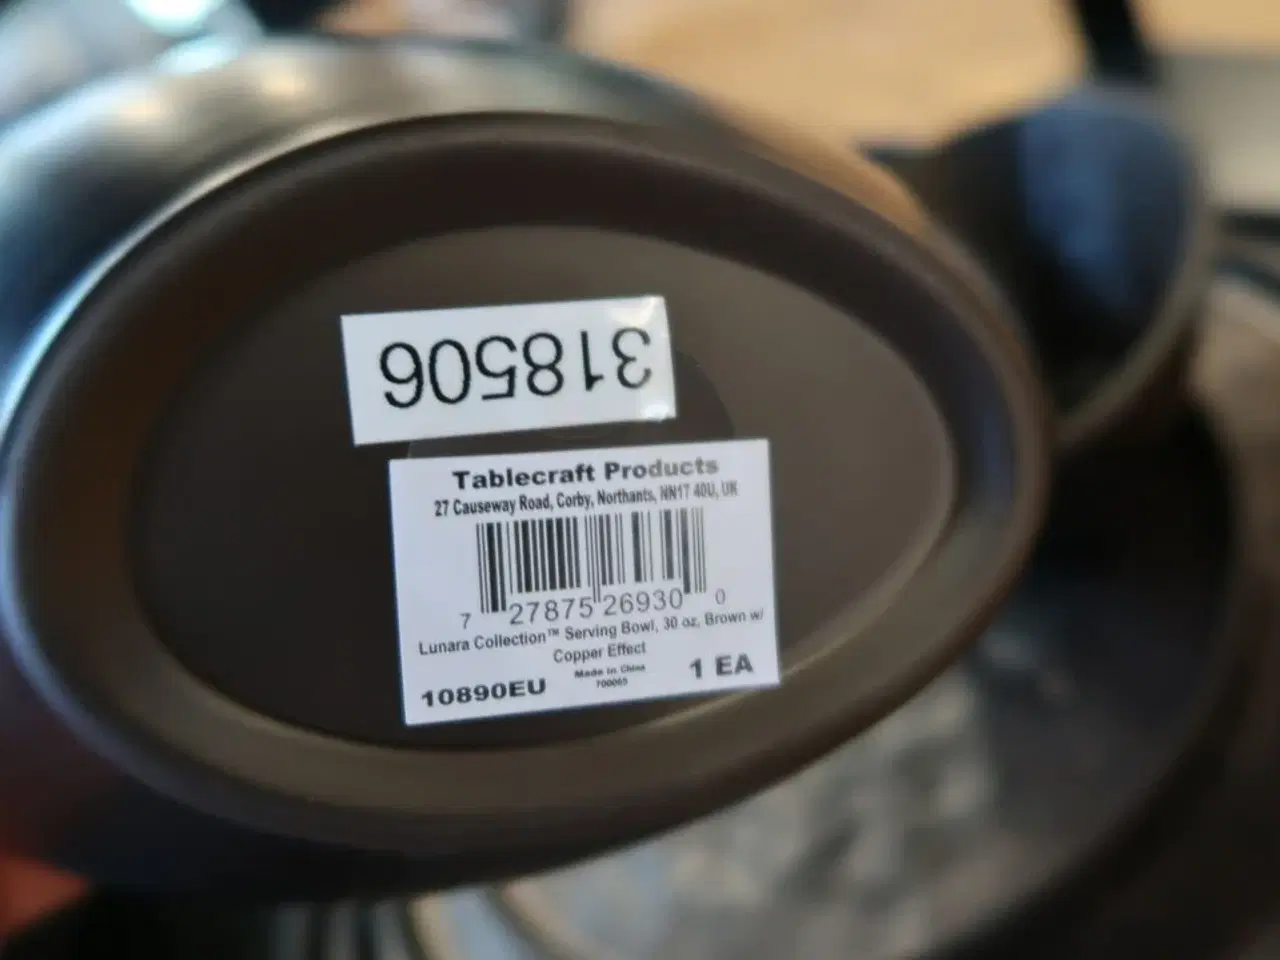 318506
Tablecraft Products
27 Causeway Road, Corby, Northants, NN17 4DU, UK
7 27875 26930 0
Lunara Collection™ Serving Bowl, 30 oz, Brown w/
Copper Effect
Made in China
700065
10890EU
1 EA